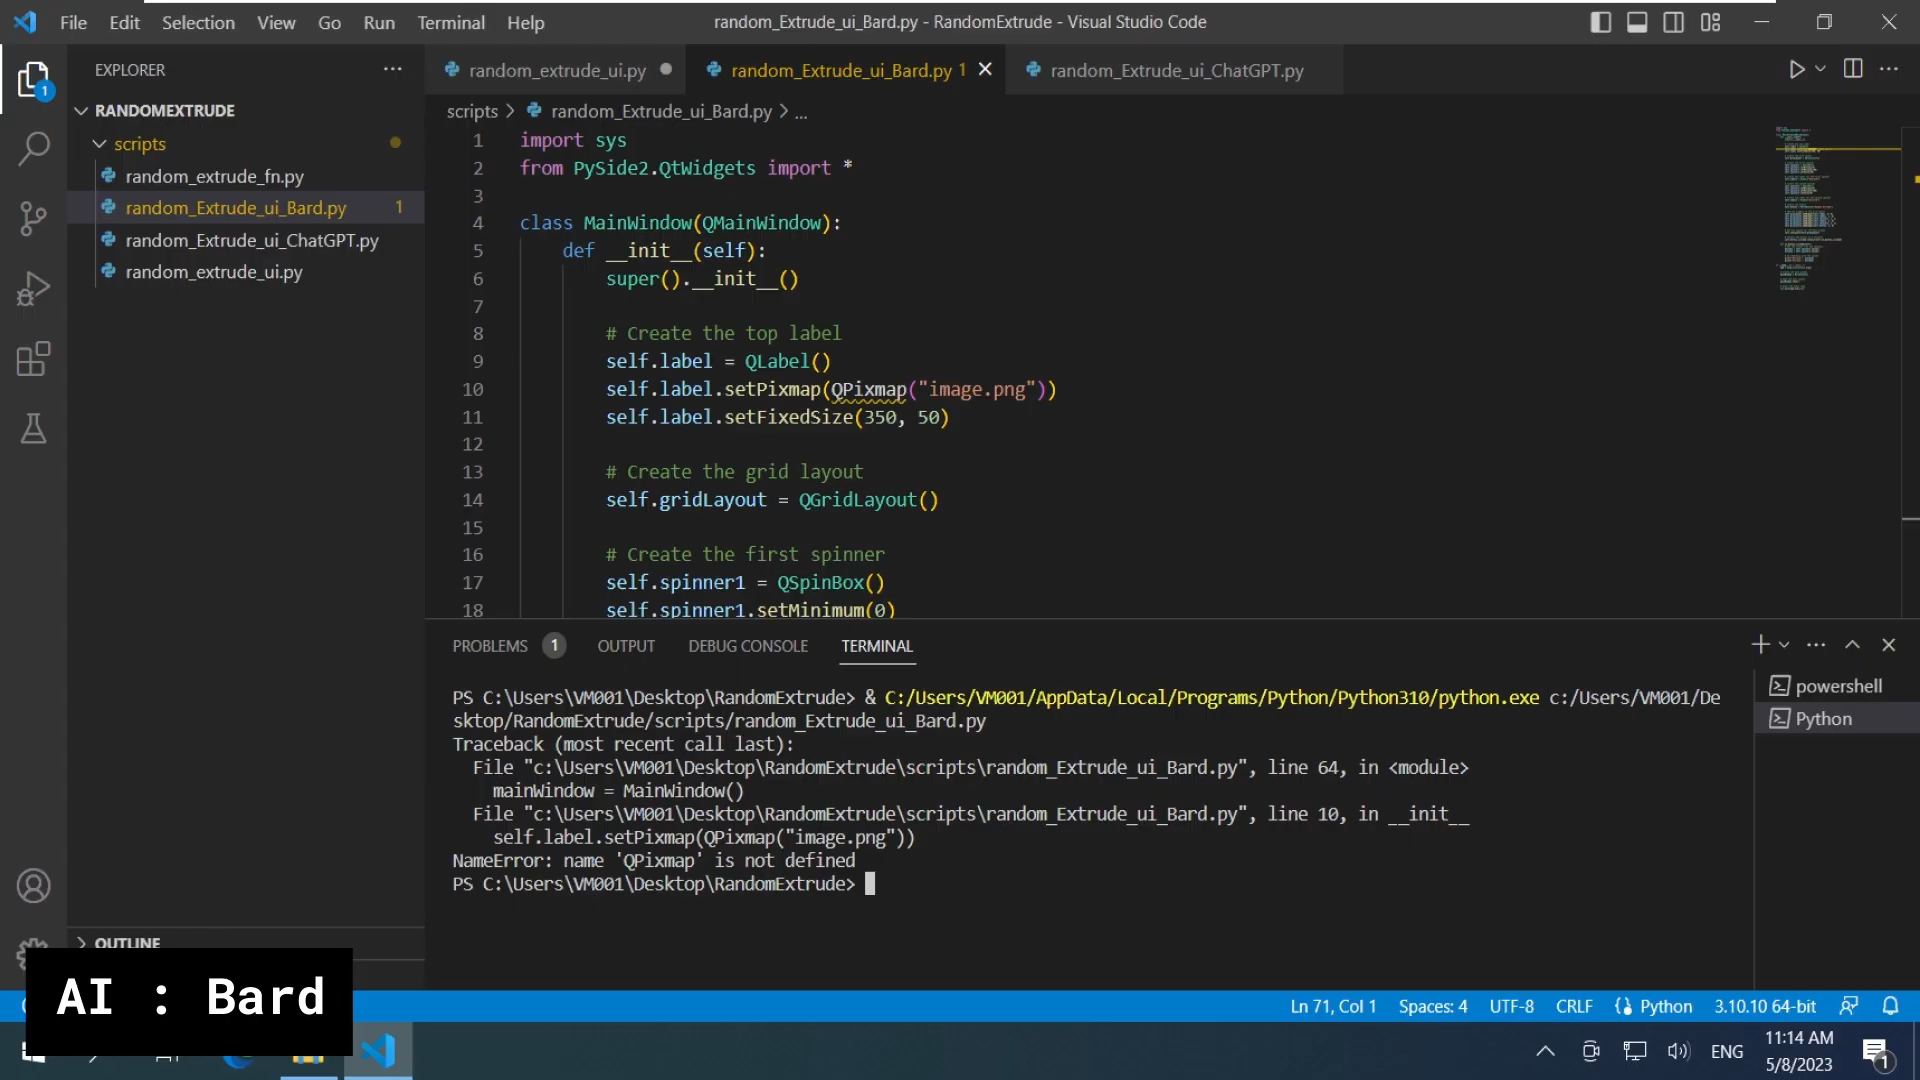 File Edit Selection View Go Run Terminal Help
random_Extrude_ui_Bard.py - RandomExtrude - Visual Studio Code
EXPLORER
random_extrude_ui.py
random_Extrude_ui_Bard.py 1
random_Extrude_ui_ChatGPT.py
1
RANDOMEXTRUDE
scripts
random_extrude_fn.py
random_Extrude_ui_Bard.py 1
random_Extrude_ui_ChatGPT.py
random_extrude_ui.py
scripts > random_Extrude_ui_Bard.py > ...
1 import sys
2 from PySide2.QtWidgets import *
3
4 class MainWindow(QMainWindow):
5 def __init__(self):
6 super().__init__()
7
8 # Create the top label
9 self.label = QLabel()
10 self.label.setPixmap(QPixmap("image.png"))
11 self.label.setFixedSize(350, 50)
12
13 # Create the grid layout
14 self.gridLayout = QGridLayout()
15
16 # Create the first spinner
17 self.spinner1 = QSpinBox()
18 self.spinner1.setMinimum(0)
PROBLEMS 1 OUTPUT DEBUG CONSOLE TERMINAL
PS C:\Users\VM001\Desktop\RandomExtrude> & C:/Users/VM001/AppData/Local/Programs/Python/Python310/python.exe c:/Users/VM001/De
sktop/RandomExtrude/scripts/random_Extrude_ui_Bard.py
Traceback (most recent call last):
File "c:\Users\VM001\Desktop\RandomExtrude\scripts\random_Extrude_ui_Bard.py", line 64, in <module>
mainWindow = MainWindow()
File "c:\Users\VM001\Desktop\RandomExtrude\scripts\random_Extrude_ui_Bard.py", line 10, in __init__
self.label.setPixmap(QPixmap("image.png"))
NameError: name 'QPixmap' is not defined
PS C:\Users\VM001\Desktop\RandomExtrude>
powershell
Python
OUTLINE
AI : Bard
Ln 71, Col 1 Spaces: 4 UTF-8 CRLF Python 3.10.10 64-bit
ENG
11:14 AM
5/8/2023
1